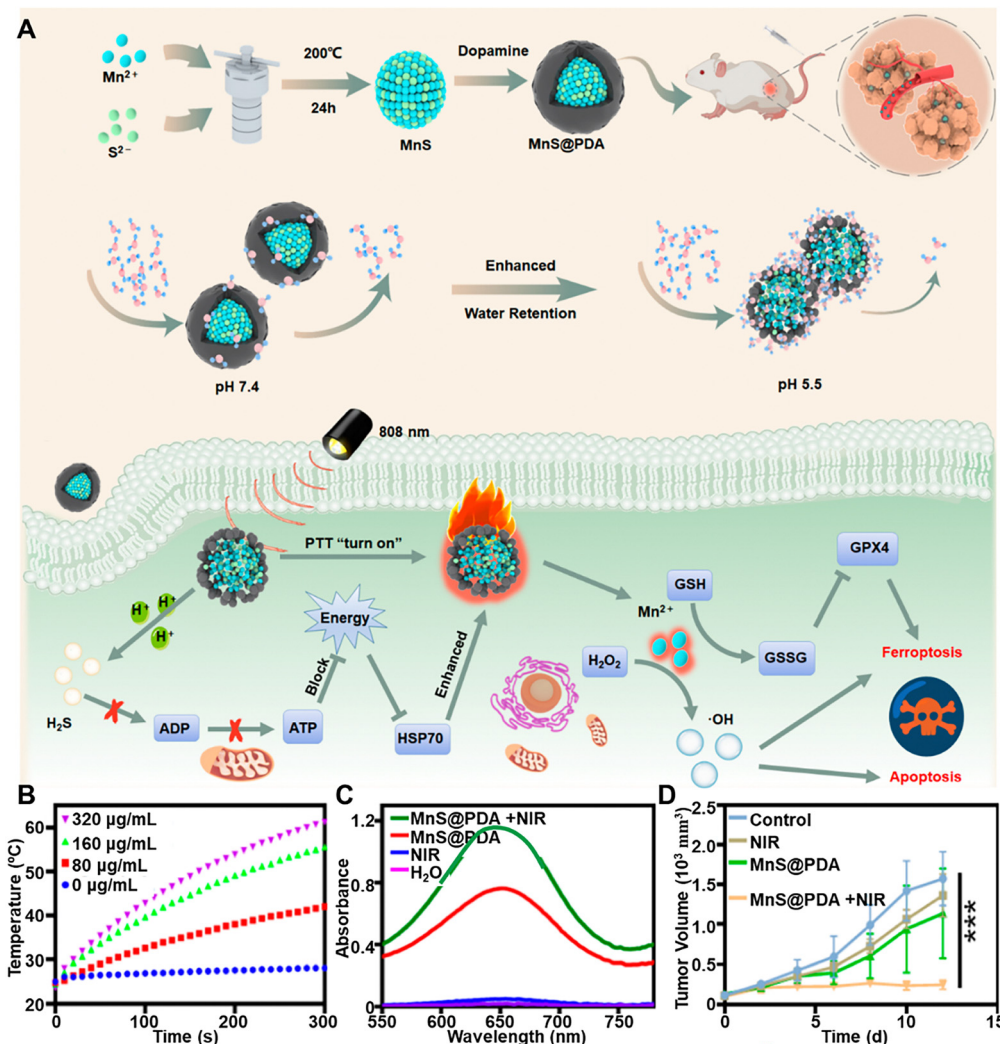 A
Mn²⁺
S²⁻
200℃
24h
MnS
Dopamine
MnS@PDA
Enhanced
Water Retention
pH 7.4
pH 5.5
808 nm
PTT “turn on”
H⁺
H⁺
H⁺
H₂S
ADP
ATP
Block
Energy
HSP70
Enhanced
Mn²⁺
GSH
GSSG
GPX4
H₂O₂
·OH
Ferroptosis
Apoptosis
B
320 µg/mL
160 µg/mL
80 µg/mL
0 µg/mL
60
50
40
30
20
0
100
200
300
Temperature (ºC)
Time (s)
C
MnS@PDA +NIR
MnS@PDA
NIR
H₂O
1.2
0.8
0.4
0
550
600
650
700
750
Absorbance
Wavelength (nm)
D
Control
NIR
MnS@PDA
MnS@PDA +NIR
2.5
2.0
1.5
1.0
0.5
0.0
0
5
10
15
Tumor Volume (10³ mm³)
Time (d)
***